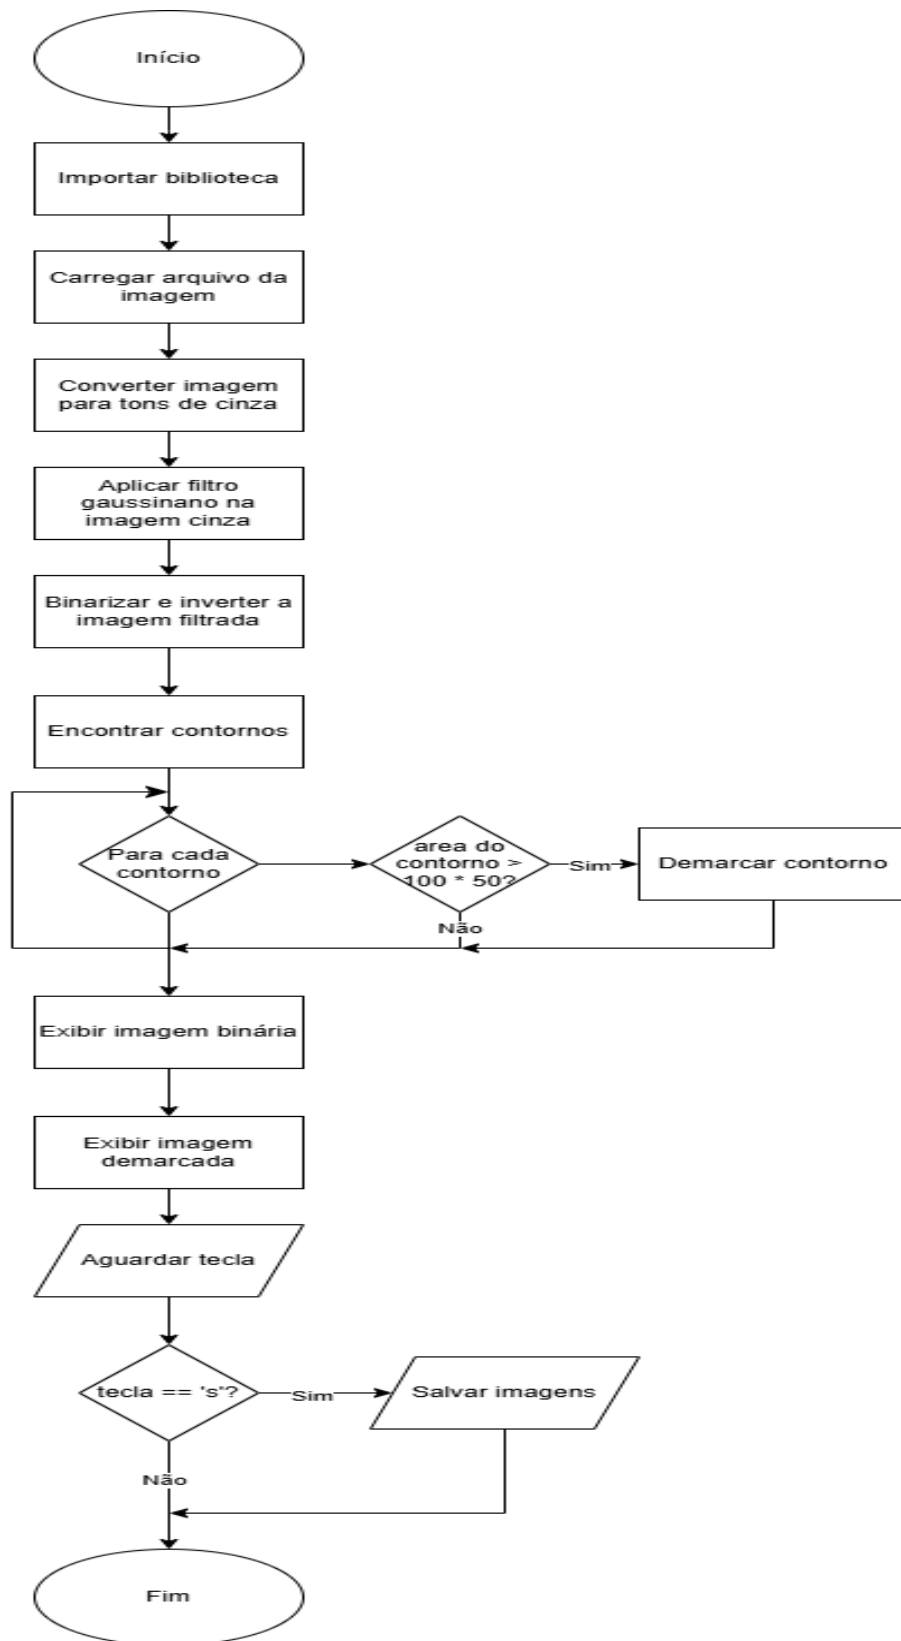 Início
Importar biblioteca
Carregar arquivo da
imagem
Converter imagem
para tons de cinza
Aplicar filtro
gaussinano na
imagem cinza
Binarizar e inverter a
imagem filtrada
Encontrar contornos
Para cada
contorno
area do
contorno >
100 * 50?
Sim
Demarcar contorno
Não
Exibir imagem binária
Exibir imagem
demarcada
Aguardar tecla
tecla == 's'?
Sim
Salvar imagens
Não
Fim